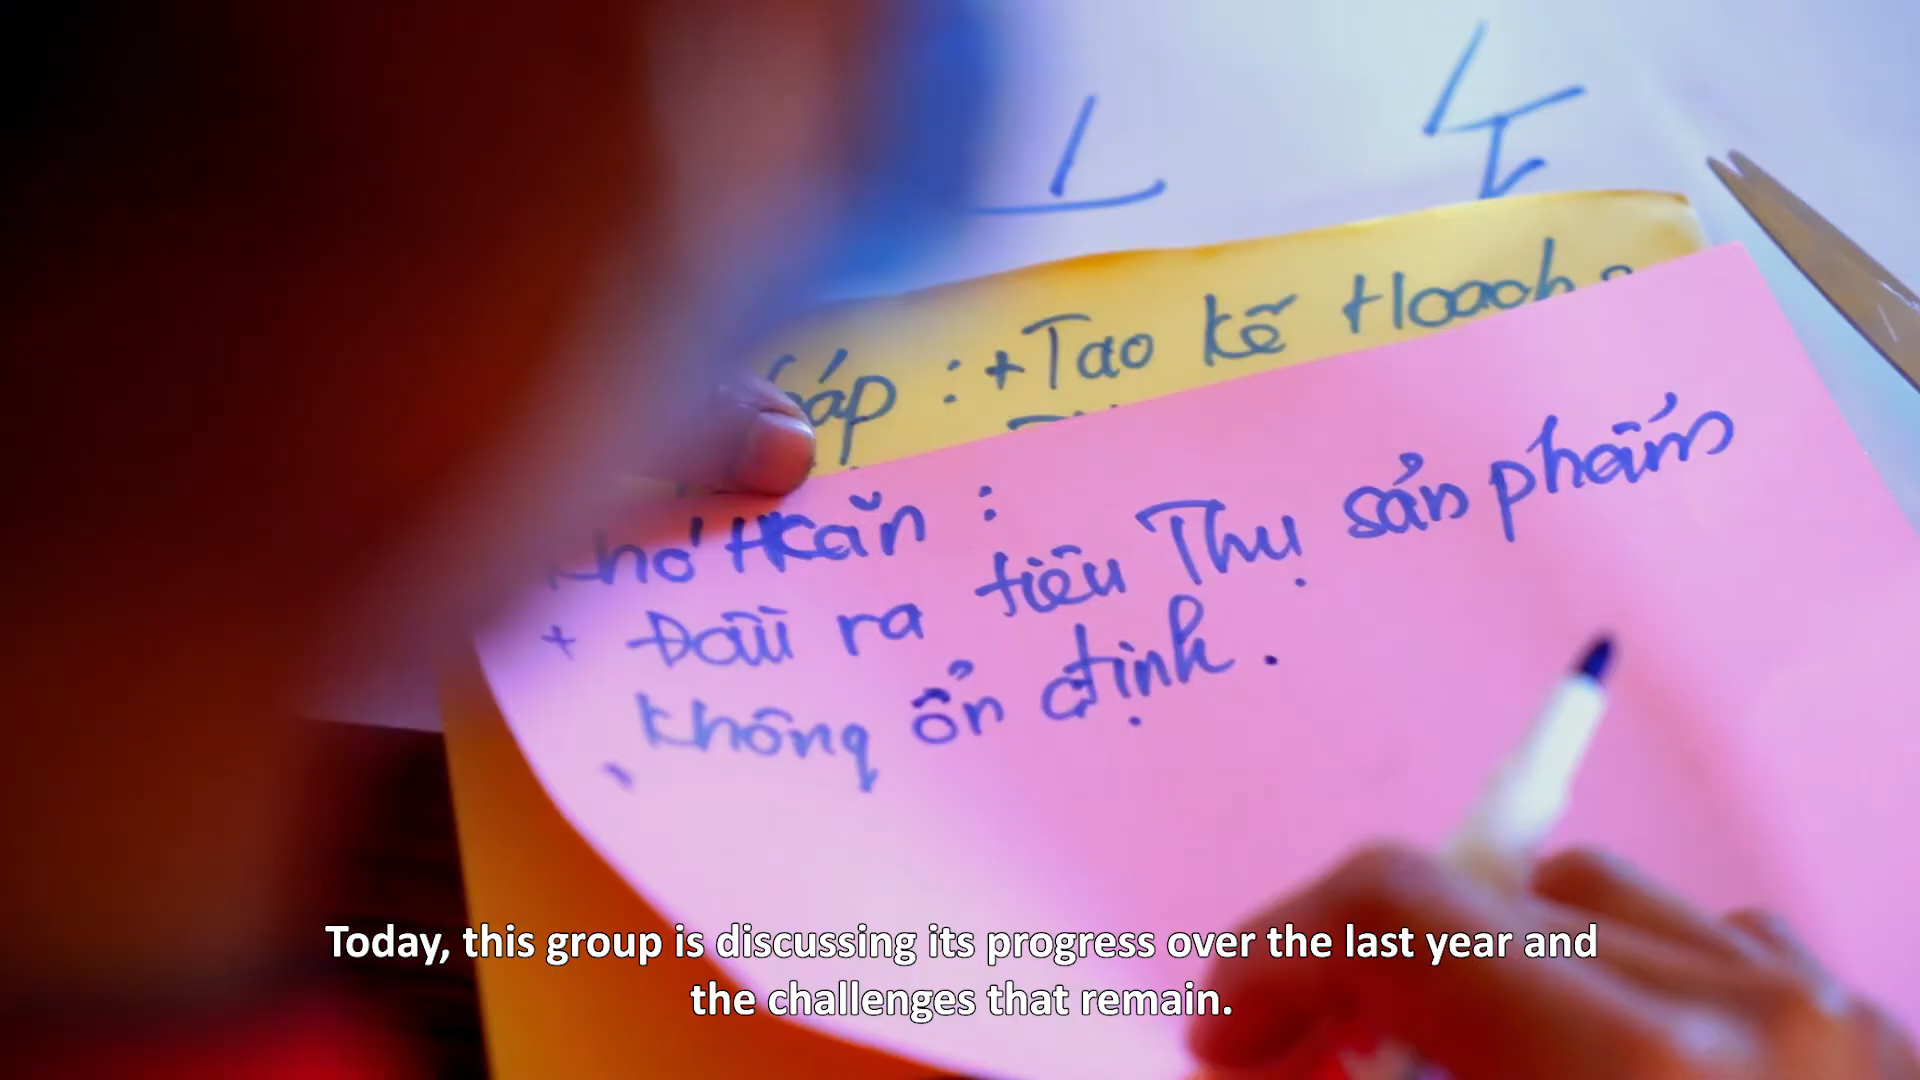 : + Tạo kế Hoạch
Khó Khăn :
+ Đầu ra tiêu Thụ sản phẩm
không ổn định.
Today, this group is discussing its progress over the last year and
the challenges that remain.